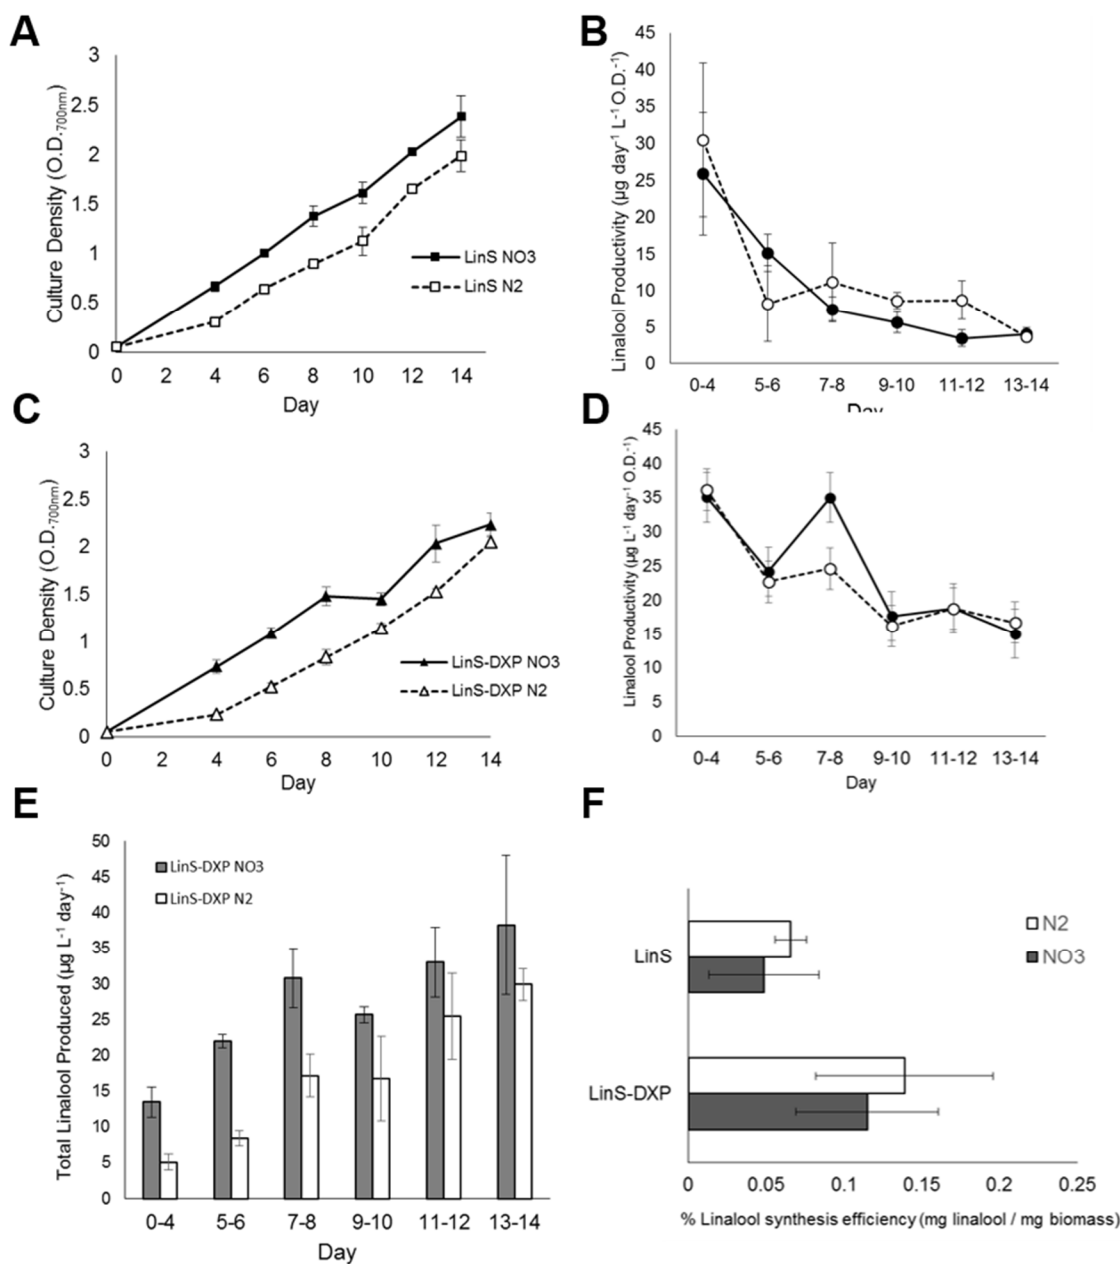 A
3
2.5
2
1.5
1
0.5
0
Culture Density (O.D.700nm)
LinS NO3
LinS N2
0 2 4 6 8 10 12 14
Day
B
45
40
35
30
25
20
15
10
5
0
Linalool Productivity (µg day-1 L-1 O.D.-1)
0-4 5-6 7-8 9-10 11-12 13-14
Day
C
3
2.5
2
1.5
1
0.5
0
Culture Density (O.D.700nm)
LinS-DXP NO3
LinS-DXP N2
0 2 4 6 8 10 12 14
Day
D
45
40
35
30
25
20
15
10
5
0
Linalool Productivity (µg L-1 day-1 O.D.-1)
0-4 5-6 7-8 9-10 11-12 13-14
Day
E
50
45
40
35
30
25
20
15
10
5
0
Total Linalool Produced (µg L-1 day-1)
LinS-DXP NO3
LinS-DXP N2
0-4 5-6 7-8 9-10 11-12 13-14
Day
F
N2
NO3
LinS
LinS-DXP
0 0.05 0.1 0.15 0.2 0.25
% Linalool synthesis efficiency (mg linalool / mg biomass)